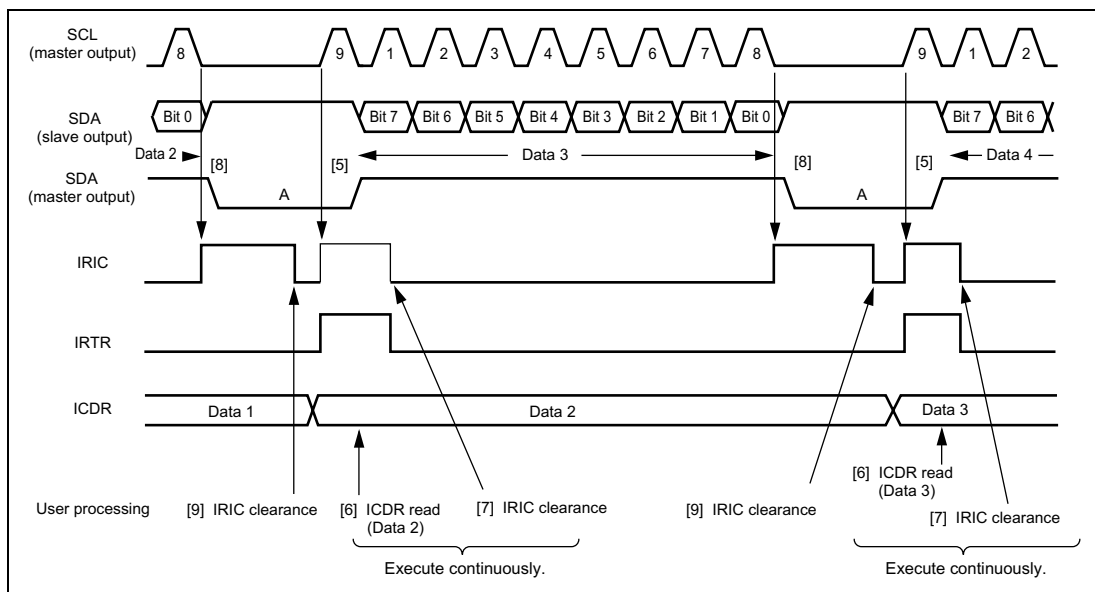 SCL
(master output)
8 9 1 2 3 4 5 6 7 8 9 1 2
SDA
(slave output)
Bit 0 Bit 7 Bit 6 Bit 5 Bit 4 Bit 3 Bit 2 Bit 1 Bit 0 Bit 7 Bit 6
Data 2 [8] [5] Data 3 [8] [5] Data 4
SDA
(master output)
A A
IRIC
IRTR
ICDR
Data 1 Data 2 Data 3
[6] ICDR read
(Data 3)
User processing [9] IRIC clearance [6] ICDR read
(Data 2)
[7] IRIC clearance [9] IRIC clearance [7] IRIC clearance
Execute continuously. Execute continuously.